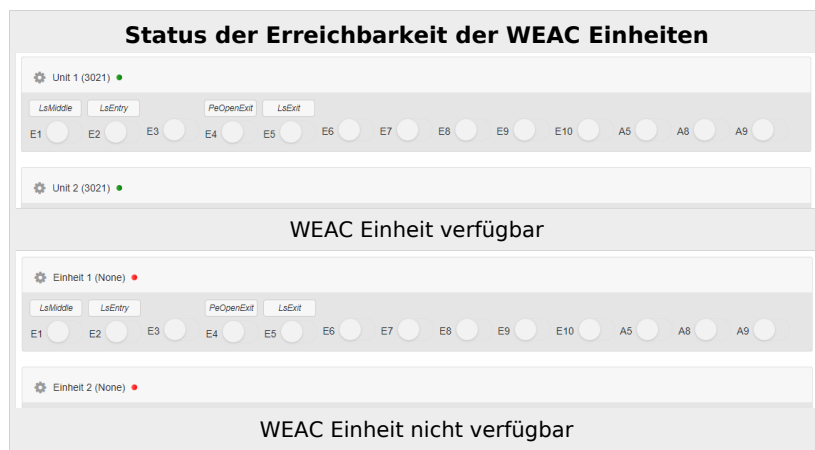 Status der Erreichbarkeit der WEAC Einheiten
Unit 1 (3021)
LsMiddle LsEntry PeOpenExit LsExit
E1 E2 E3 E4 E5 E6 E7 E8 E9 E10 A5 A8 A9
Unit 2 (3021)
WEAC Einheit verfügbar
Einheit 1 (None)
LsMiddle LsEntry PeOpenExit LsExit
E1 E2 E3 E4 E5 E6 E7 E8 E9 E10 A5 A8 A9
Einheit 2 (None)
WEAC Einheit nicht verfügbar